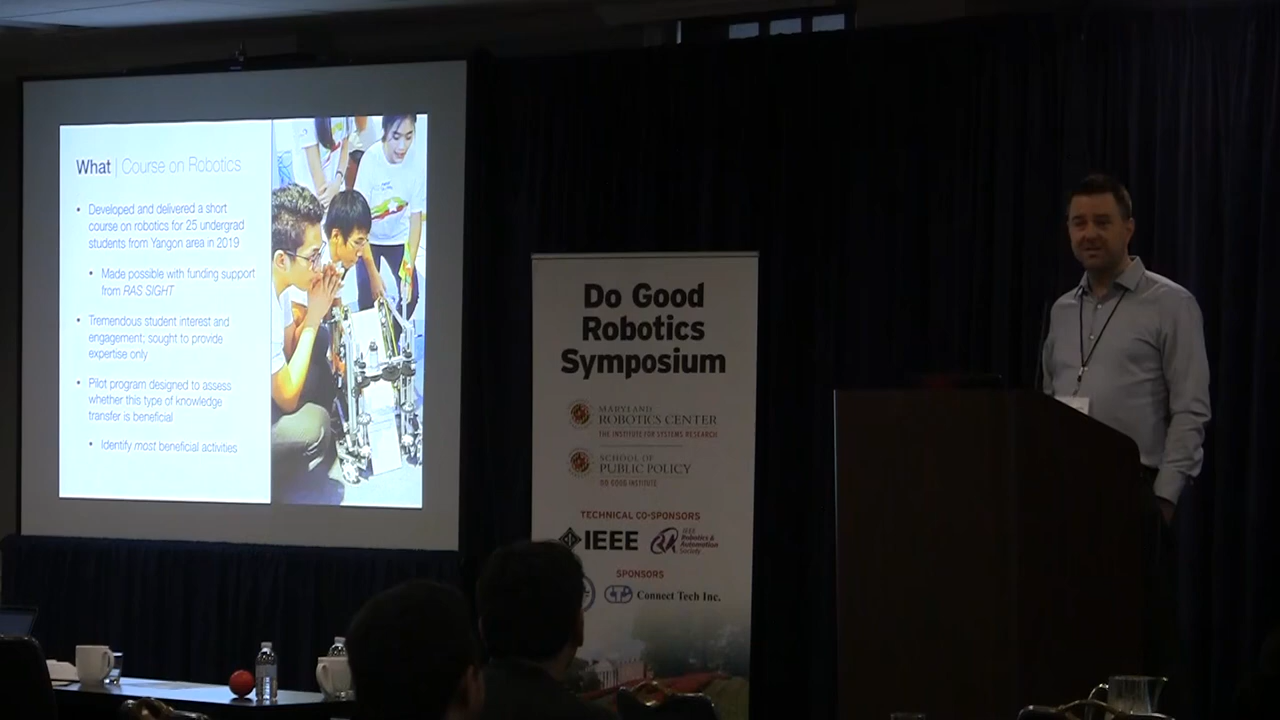 What | Course on Robotics
• Developed and delivered a short
course on robotics for 25 undergrad
students from Yangon area in 2019
• Made possible with funding support
from RAS SIGHT
• Tremendous student interest and
engagement; sought to provide
expertise only
• Pilot program designed to assess
whether this type of knowledge
transfer is beneficial
• Identify most beneficial activities
Do Good
Robotics
Symposium
MARYLAND
ROBOTICS CENTER
THE INSTITUTE FOR SYSTEMS RESEARCH
SCHOOL OF
PUBLIC POLICY
DO GOOD INSTITUTE
TECHNICAL CO-SPONSORS
IEEE
IEEE
Robotics &
Automation
Society
SPONSORS
Connect Tech Inc.